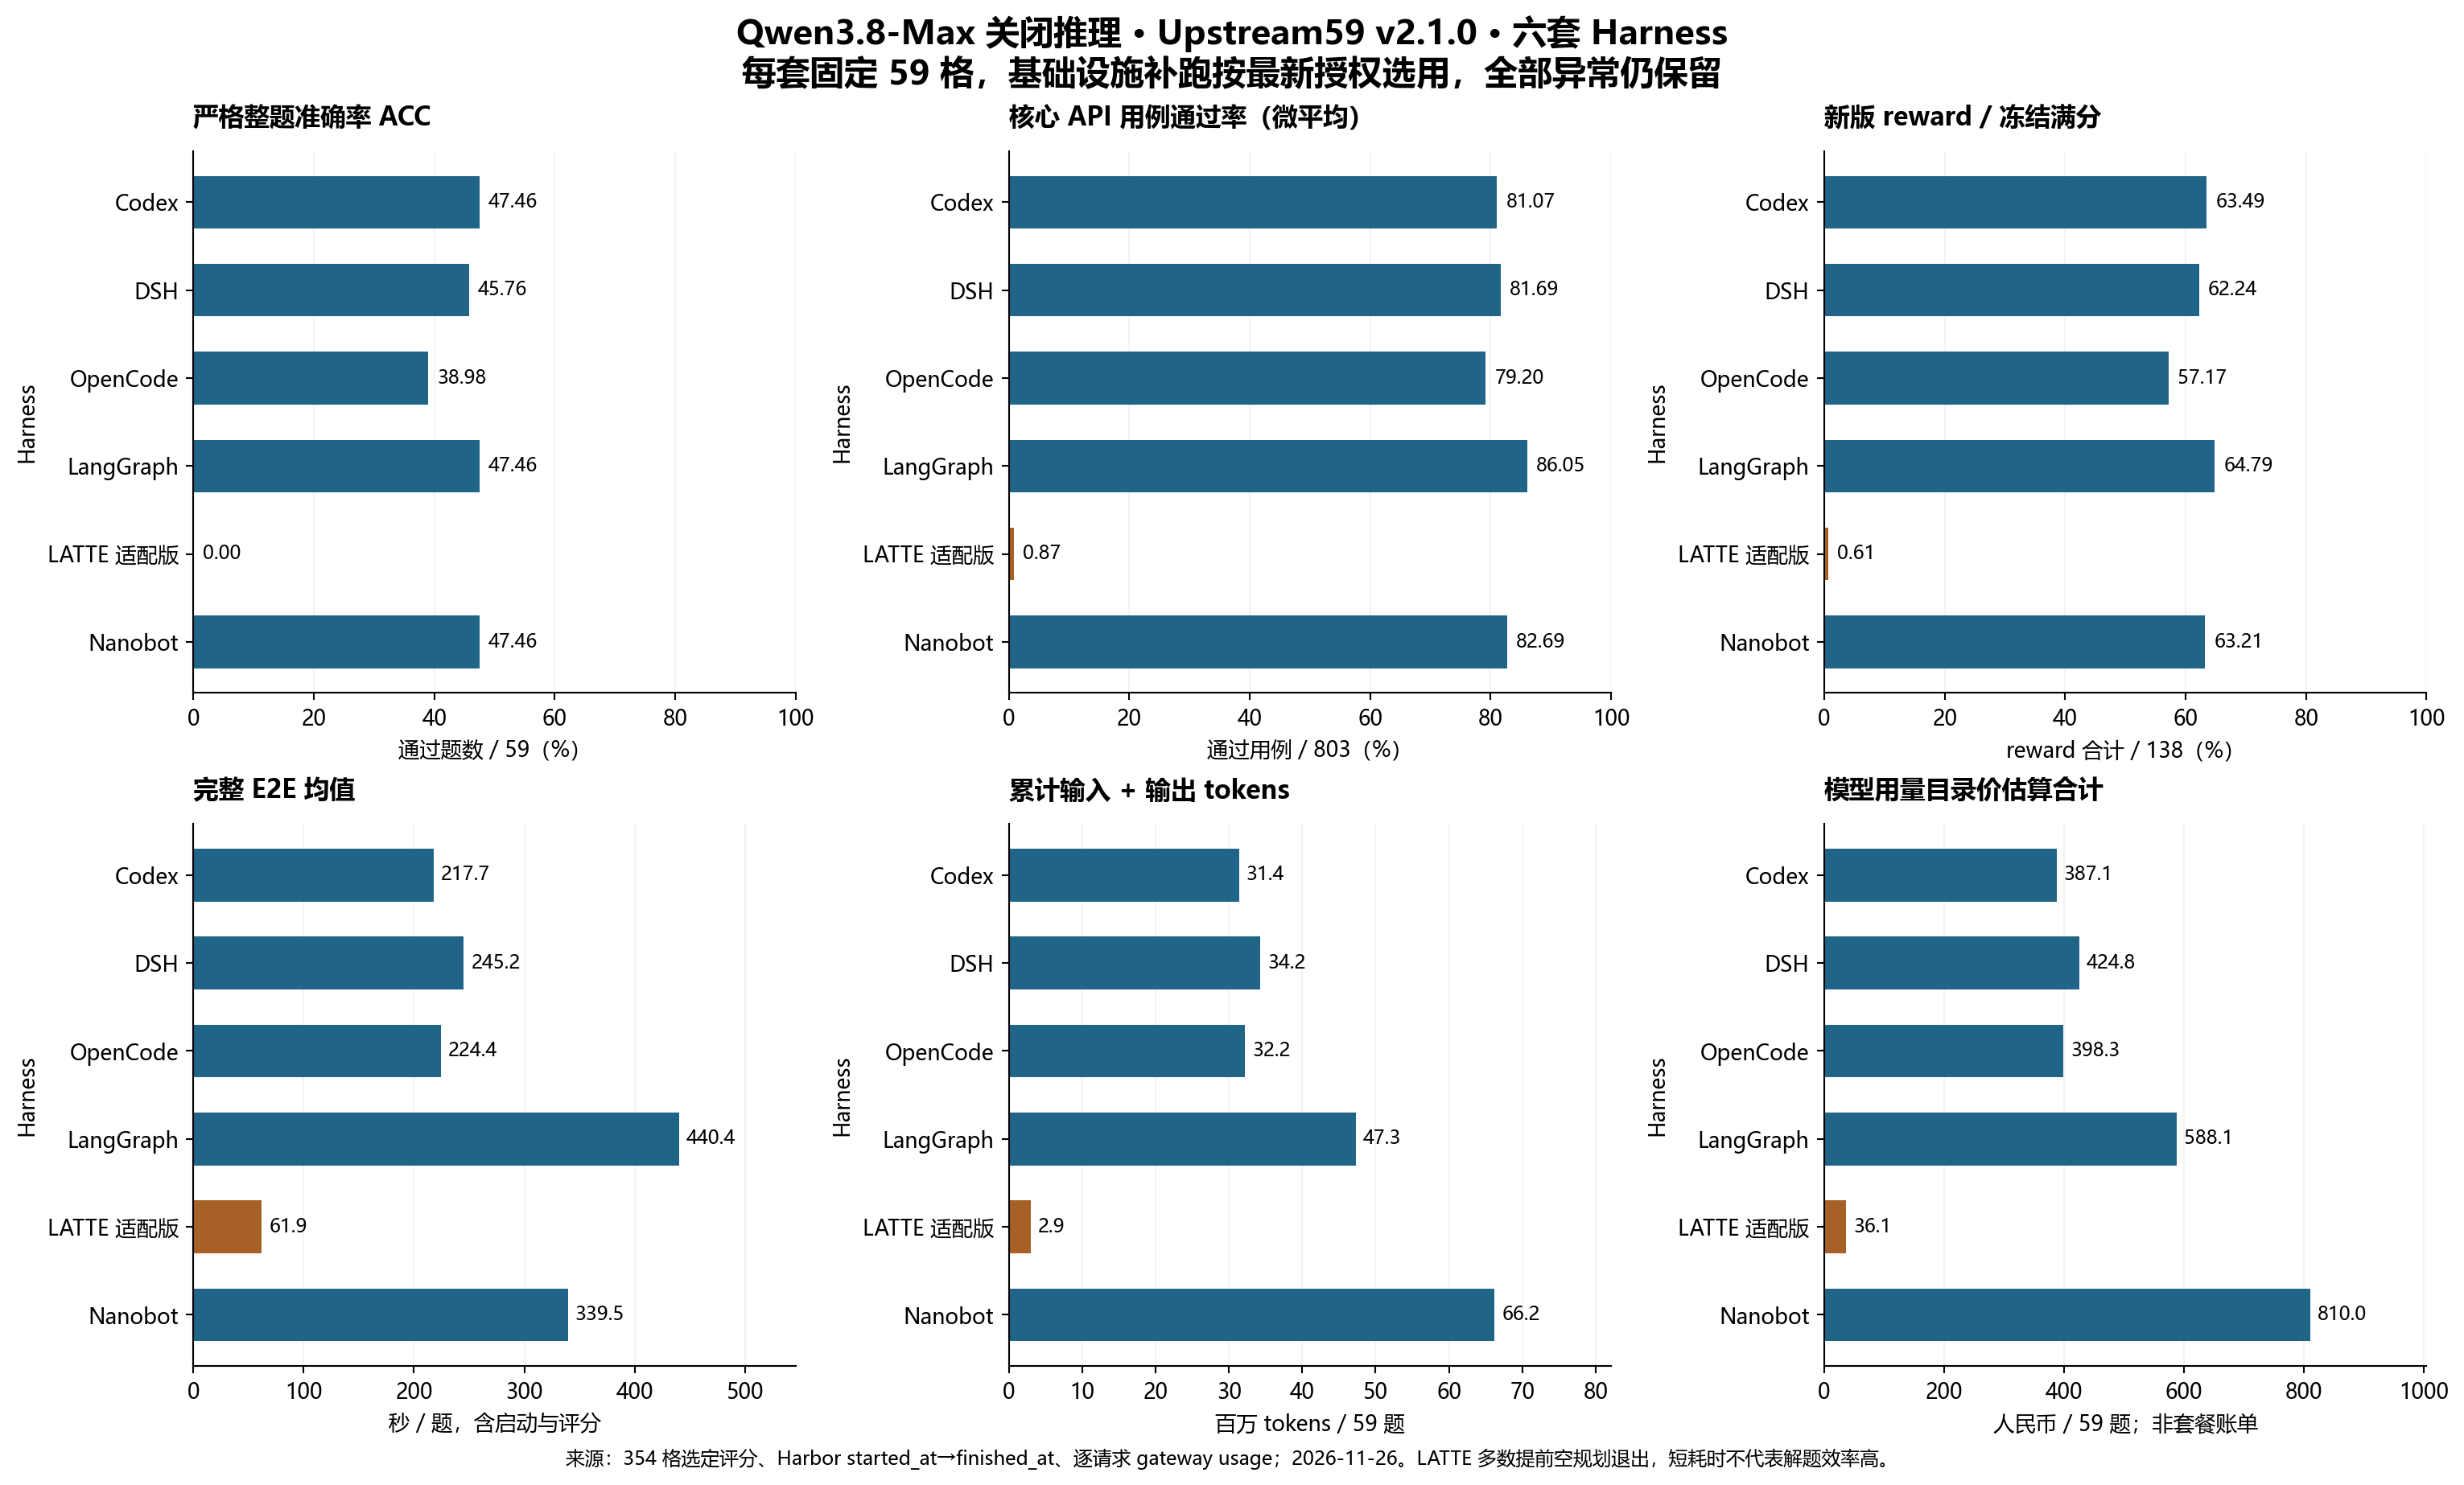 Qwen3.8-Max 关闭推理 • Upstream59 v2.1.0 • 六套 Harness
每套固定 59 格，基础设施补跑按最新授权选用，全部异常仍保留
严格整题准确率 ACC
Harness
Codex
47.46
DSH
45.76
OpenCode
38.98
LangGraph
47.46
LATTE 适配版
0.00
Nanobot
47.46
0 20 40 60 80 100
通过题数 / 59（%）
核心 API 用例通过率（微平均）
Harness
Codex
81.07
DSH
81.69
OpenCode
79.20
LangGraph
86.05
LATTE 适配版
0.87
Nanobot
82.69
0 20 40 60 80 100
通过用例 / 803（%）
新版 reward / 冻结满分
Harness
Codex
63.49
DSH
62.24
OpenCode
57.17
LangGraph
64.79
LATTE 适配版
0.61
Nanobot
63.21
0 20 40 60 80 100
reward 合计 / 138（%）
完整 E2E 均值
Harness
Codex
217.7
DSH
245.2
OpenCode
224.4
LangGraph
440.4
LATTE 适配版
61.9
Nanobot
339.5
0 100 200 300 400 500
秒 / 题，含启动与评分
累计输入 + 输出 tokens
Harness
Codex
31.4
DSH
34.2
OpenCode
32.2
LangGraph
47.3
LATTE 适配版
2.9
Nanobot
66.2
0 10 20 30 40 50 60 70 80
百万 tokens / 59 题
模型用量目录价估算合计
Harness
Codex
387.1
DSH
424.8
OpenCode
398.3
LangGraph
588.1
LATTE 适配版
36.1
Nanobot
810.0
0 200 400 600 800 1000
人民币 / 59 题；非套餐账单
来源：354 格选定评分、Harbor started_at→finished_at、逐请求 gateway usage；2026-11-26。LATTE 多数提前空规划退出，短耗时不代表解题效率高。